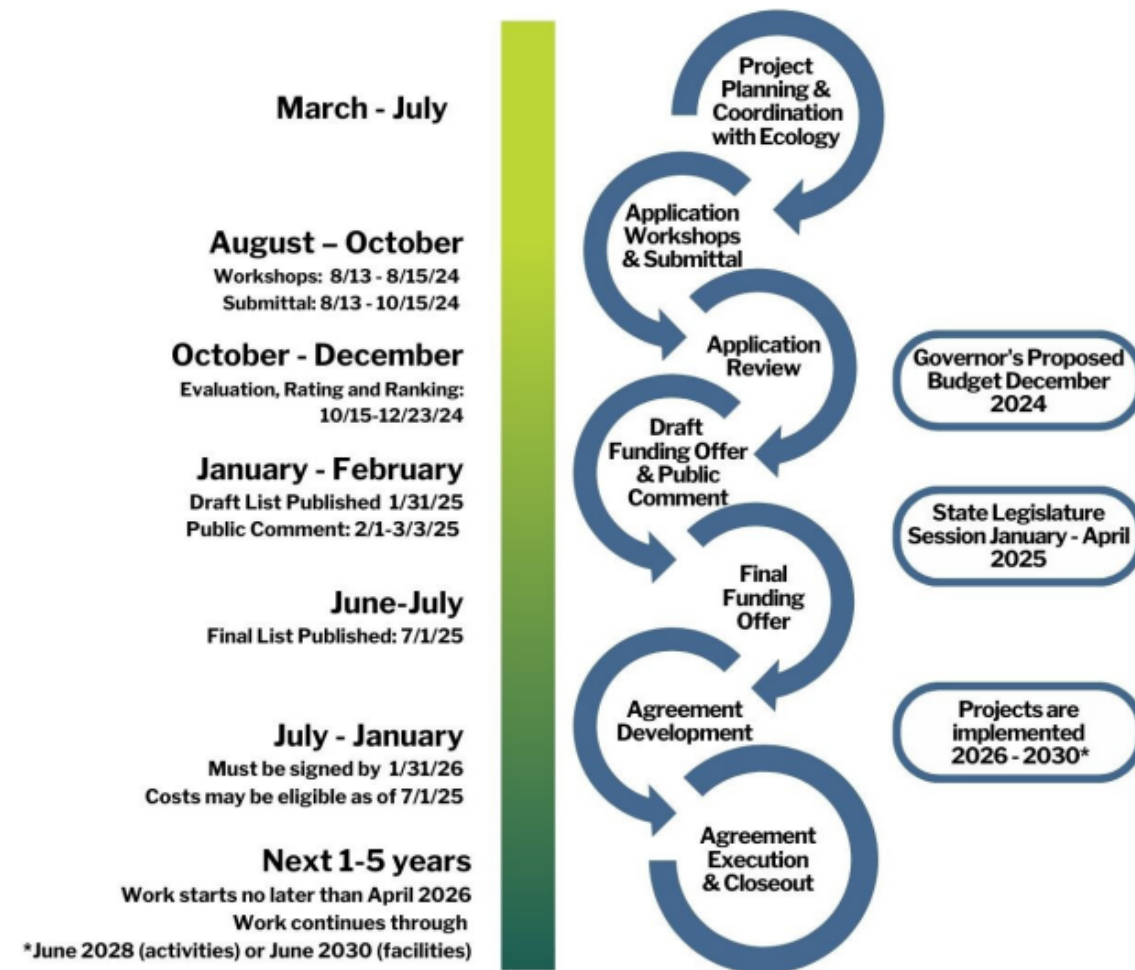 March - July
Project
Planning &
Coordination
with Ecology
August – October
Workshops: 8/13 - 8/15/24
Submittal: 8/13 - 10/15/24
Application
Workshops
& Submittal
October - December
Evaluation, Rating and Ranking:
10/15-12/23/24
Application
Review
Governor's Proposed
Budget December
2024
January - February
Draft List Published 1/31/25
Public Comment: 2/1-3/3/25
Draft
Funding Offer
& Public
Comment
State Legislature
Session January - April
2025
June-July
Final List Published: 7/1/25
Final
Funding
Offer
July - January
Must be signed by 1/31/26
Costs may be eligible as of 7/1/25
Agreement
Development
Projects are
implemented
2026 - 2030*
Next 1-5 years
Work starts no later than April 2026
Work continues through
*June 2028 (activities) or June 2030 (facilities)
Agreement
Execution
& Closeout